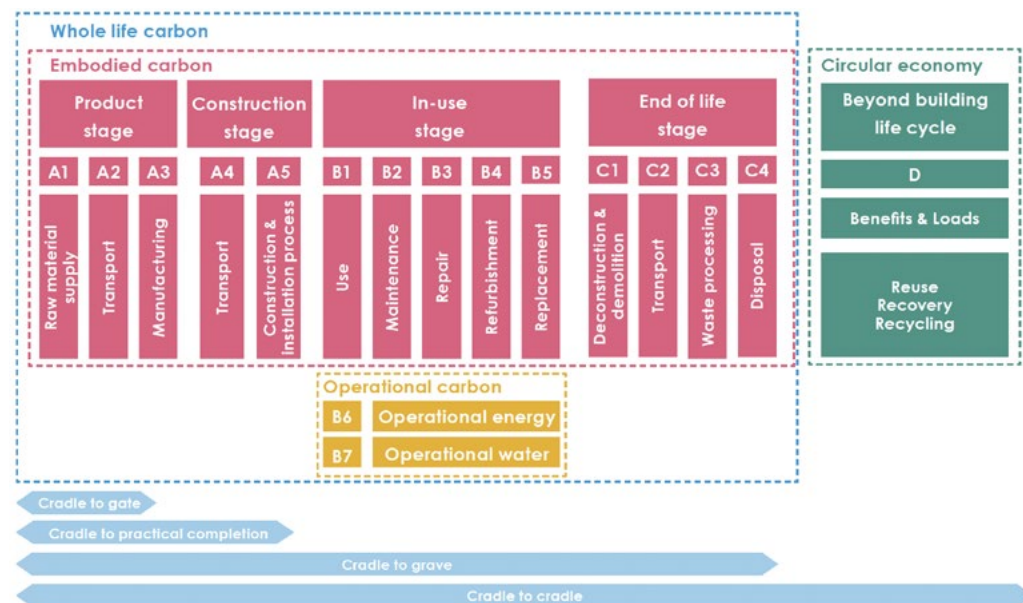 Whole life carbon
Embodied carbon
Circular economy
Product
stage
Construction
stage
In-use
stage
End of life
stage
Beyond building
life cycle
A1
A2
A3
A4
A5
B1
B2
B3
B4
B5
C1
C2
C3
C4
D
Raw material
supply
Transport
Manufacturing
Transport
Construction &
installation process
Use
Maintenance
Repair
Refurbishment
Replacement
Deconstruction &
demolition
Transport
Waste processing
Disposal
Benefits & Loads
Reuse
Recovery
Recycling
Operational carbon
B6
Operational energy
B7
Operational water
Cradle to gate
Cradle to practical completion
Cradle to grave
Cradle to cradle